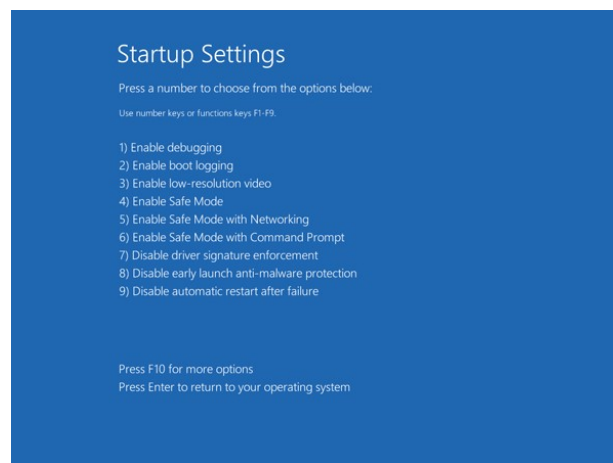 Startup Settings
Press a number to choose from the options below:
Use number keys or functions keys F1-F9.
1) Enable debugging
2) Enable boot logging
3) Enable low-resolution video
4) Enable Safe Mode
5) Enable Safe Mode with Networking
6) Enable Safe Mode with Command Prompt
7) Disable driver signature enforcement
8) Disable early launch anti-malware protection
9) Disable automatic restart after failure
Press F10 for more options
Press Enter to return to your operating system